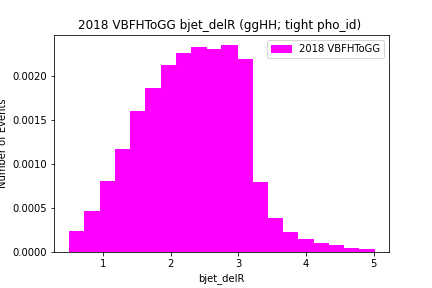 2018 VBFHToGG bjet_delR (ggHH; tight pho_id)
2018 VBFHToGG
Number of Events
0.0020
0.0015
0.0010
0.0005
0.0000
1 2 3 4 5
bjet_delR